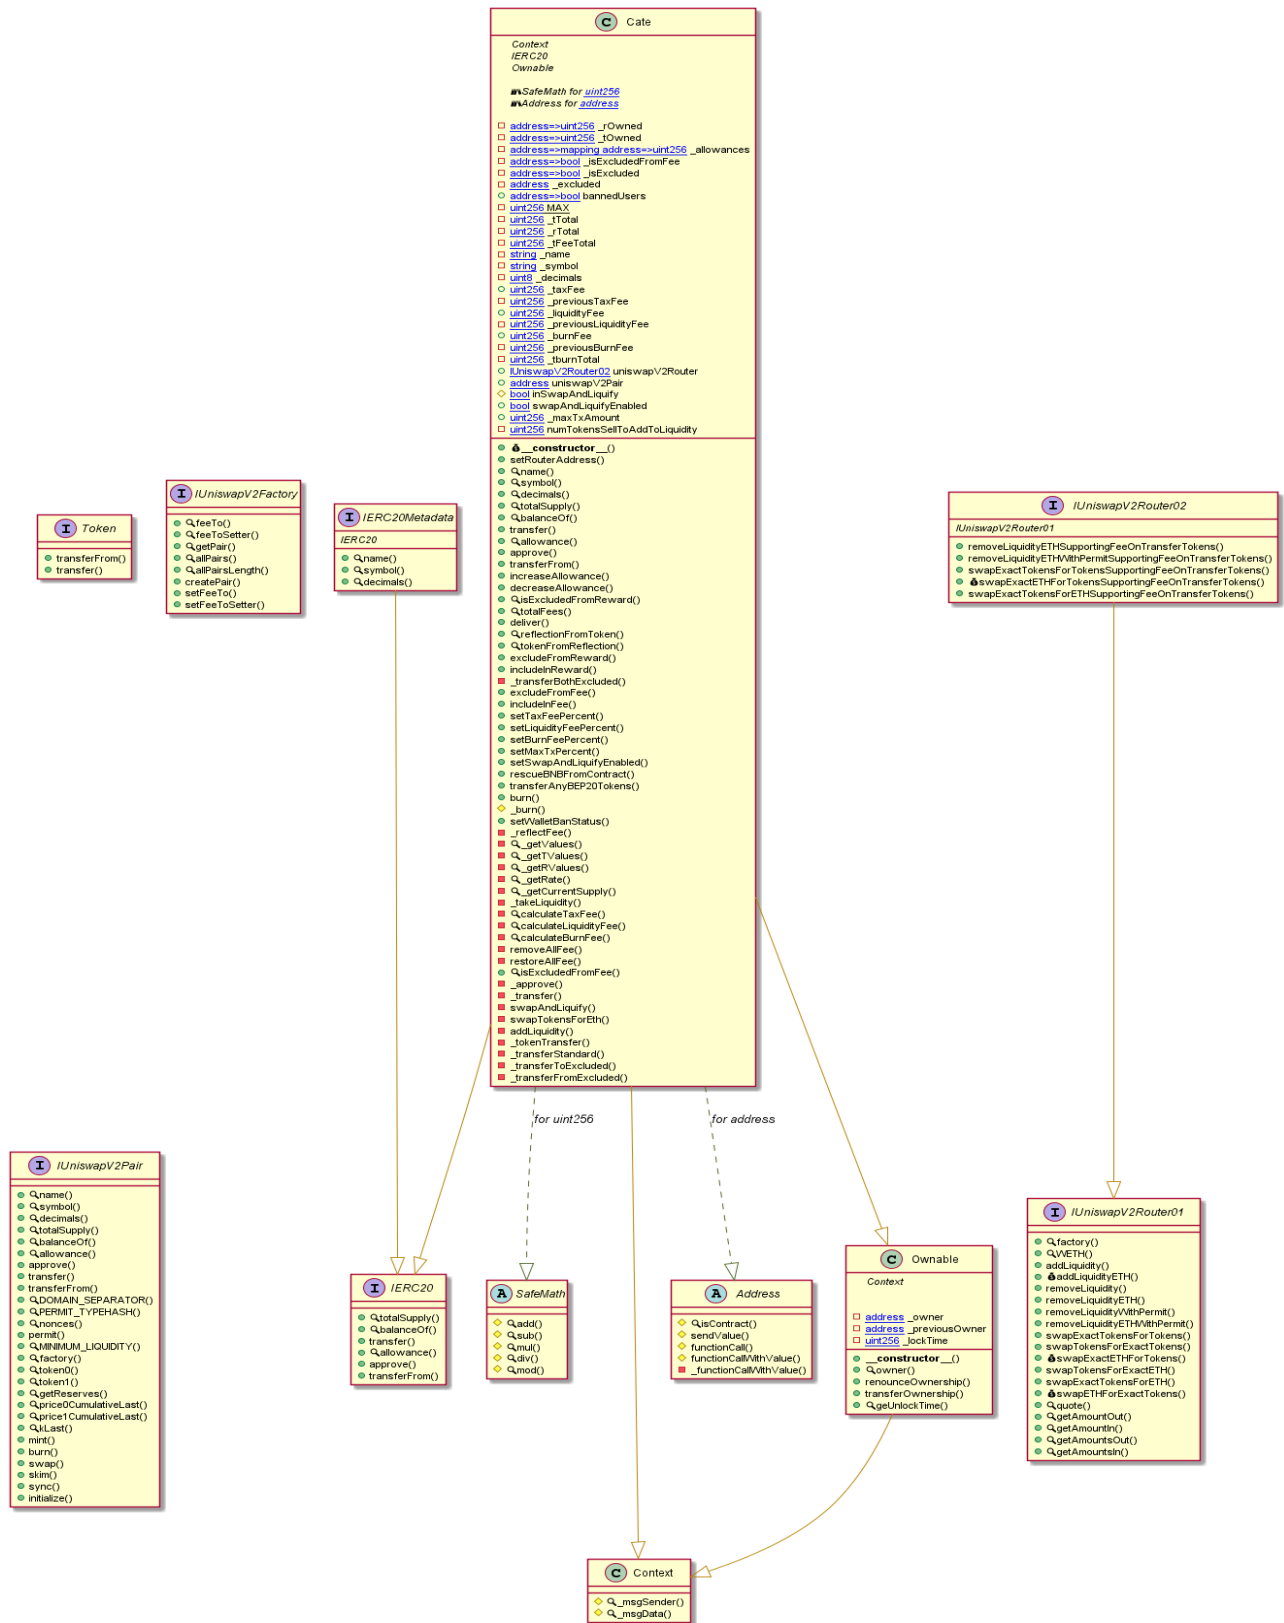 C Cate
Context
IERC20
Ownable
SafeMath for uint256
Address for address
address=>uint256 _rOwned
address=>uint256 _tOwned
address=>mapping address=>uint256 _allowances
address=>bool _isExcludedFromFee
address=>bool _isExcluded
address _excluded
address=>bool bannedUsers
uint256 MAX
uint256 _tTotal
uint256 _rTotal
uint256 _tFeeTotal
string _name
string _symbol
uint8 _decimals
uint256 _taxFee
uint256 _previousTaxFee
uint256 _liquidityFee
uint256 _previousLiquidityFee
uint256 _burnFee
uint256 _previousBurnFee
uint256 _tburnTotal
IUniswapV2Router02 uniswapV2Router
address uniswapV2Pair
bool inSwapAndLiquify
bool swapAndLiquifyEnabled
uint256 _maxTxAmount
uint256 numTokensSellToAddToLiquidity
__constructor__()
setRouterAddress()
name()
symbol()
decimals()
totalSupply()
balanceOf()
transfer()
allowance()
approve()
transferFrom()
increaseAllowance()
decreaseAllowance()
isExcludedFromReward()
totalFees()
deliver()
reflectionFromToken()
tokenFromReflection()
excludeFromReward()
includeInReward()
_transferBothExcluded()
excludeFromFee()
includeInFee()
setTaxFeePercent()
setLiquidityFeePercent()
setBurnFeePercent()
setMaxTxPercent()
setSwapAndLiquifyEnabled()
rescueBNBFromContract()
transferAnyBEP20Tokens()
burn()
_burn()
setWalletBanStatus()
_reflectFee()
_getValues()
_getTValues()
_getRValues()
_getRate()
_getCurrentSupply()
_takeLiquidity()
calculateTaxFee()
calculateLiquidityFee()
calculateBurnFee()
removeAllFee()
restoreAllFee()
isExcludedFromFee()
_approve()
_transfer()
swapAndLiquify()
swapTokensForEth()
addLiquidity()
_tokenTransfer()
_transferStandard()
_transferToExcluded()
_transferFromExcluded()
I Token
transferFrom()
transfer()
I IUniswapV2Factory
feeTo()
feeToSetter()
getPair()
allPairs()
allPairsLength()
createPair()
setFeeTo()
setFeeToSetter()
I IERC20Metadata
IERC20
name()
symbol()
decimals()
I IUniswapV2Router02
IUniswapV2Router01
removeLiquidityETHSupportingFeeOnTransferTokens()
removeLiquidityETHWithPermitSupportingFeeOnTransferTokens()
swapExactTokensForTokensSupportingFeeOnTransferTokens()
swapExactETHForTokensSupportingFeeOnTransferTokens()
swapExactTokensForETHSupportingFeeOnTransferTokens()
for uint256
for address
I IUniswapV2Pair
name()
symbol()
decimals()
totalSupply()
balanceOf()
allowance()
approve()
transfer()
transferFrom()
DOMAIN_SEPARATOR()
PERMIT_TYPEHASH()
nonces()
permit()
MINIMUM_LIQUIDITY()
factory()
token0()
token1()
getReserves()
price0CumulativeLast()
price1CumulativeLast()
kLast()
mint()
burn()
swap()
skim()
sync()
initialize()
I IERC20
totalSupply()
balanceOf()
transfer()
allowance()
approve()
transferFrom()
A SafeMath
add()
sub()
mul()
div()
mod()
A Address
isContract()
sendValue()
functionCall()
functionCallWithValue()
_functionCallWithValue()
C Ownable
Context
address _owner
address _previousOwner
uint256 _lockTime
__constructor__()
owner()
renounceOwnership()
transferOwnership()
geUnlockTime()
I IUniswapV2Router01
factory()
WETH()
addLiquidity()
addLiquidityETH()
removeLiquidity()
removeLiquidityETH()
removeLiquidityWithPermit()
removeLiquidityETHWithPermit()
swapExactTokensForTokens()
swapTokensForExactTokens()
swapExactETHForTokens()
swapTokensForExactETH()
swapExactTokensForETH()
swapETHForExactTokens()
quote()
getAmountOut()
getAmountIn()
getAmountsOut()
getAmountsIn()
C Context
_msgSender()
_msgData()